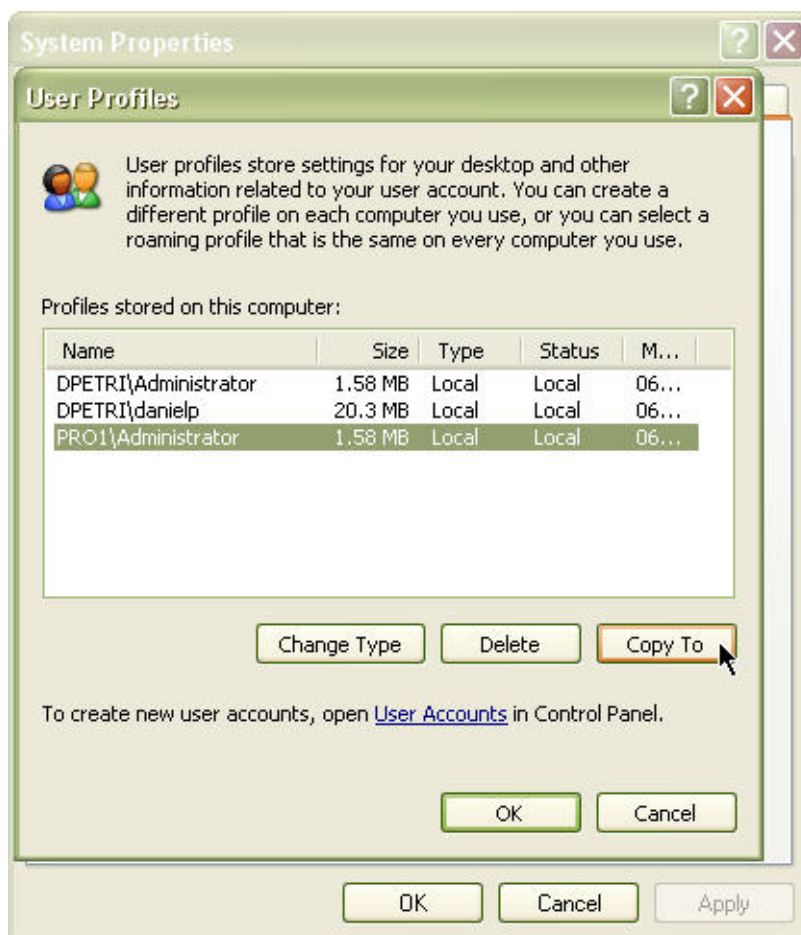 System Properties
User Profiles
User profiles store settings for your desktop and other
information related to your user account. You can create a
different profile on each computer you use, or you can select a
roaming profile that is the same on every computer you use.
Profiles stored on this computer:
Name Size Type Status M...
DPETRI\Administrator 1.58 MB Local Local 06...
DPETRI\danielp 20.3 MB Local Local 06...
PRO1\Administrator 1.58 MB Local Local 06...
Change Type Delete Copy To
To create new user accounts, open User Accounts in Control Panel.
OK Cancel
OK Cancel Apply